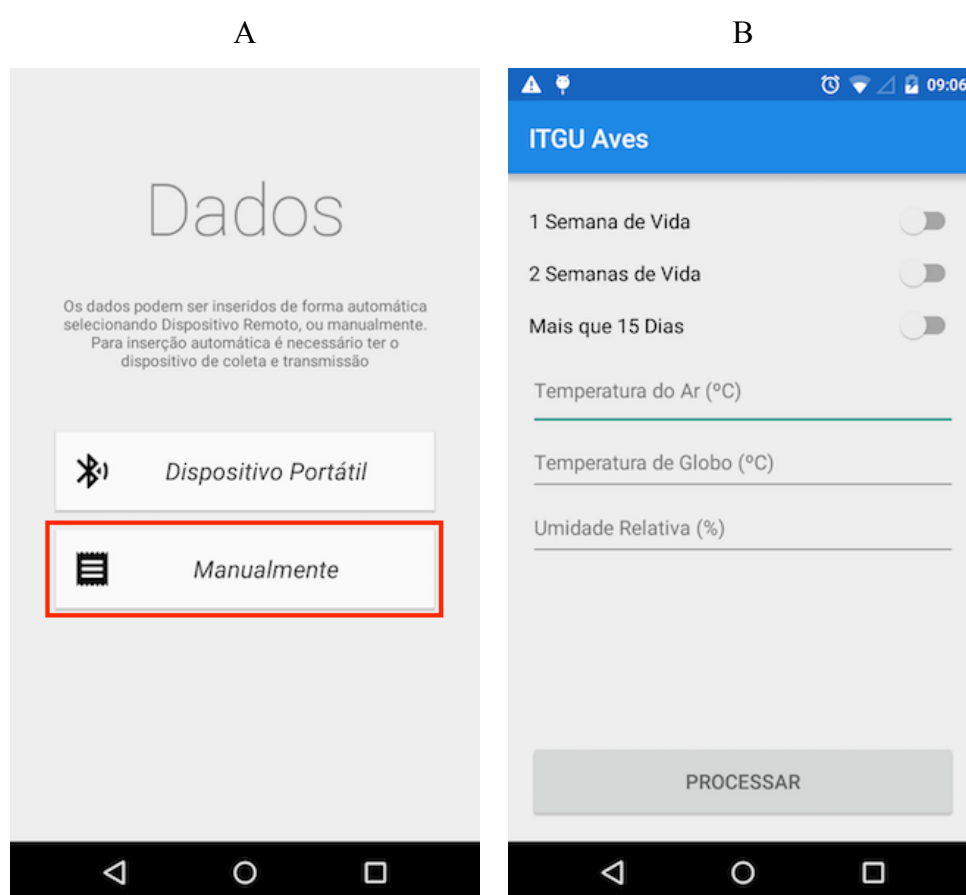 A
Dados
Os dados podem ser inseridos de forma automática
selecionando Dispositivo Remoto, ou manualmente.
Para inserção automática é necessário ter o
dispositivo de coleta e transmissão
Dispositivo Portátil
Manualmente
B
09:06
ITGU Aves
1 Semana de Vida
2 Semanas de Vida
Mais que 15 Dias
Temperatura do Ar (ºC)
Temperatura de Globo (ºC)
Umidade Relativa (%)
PROCESSAR